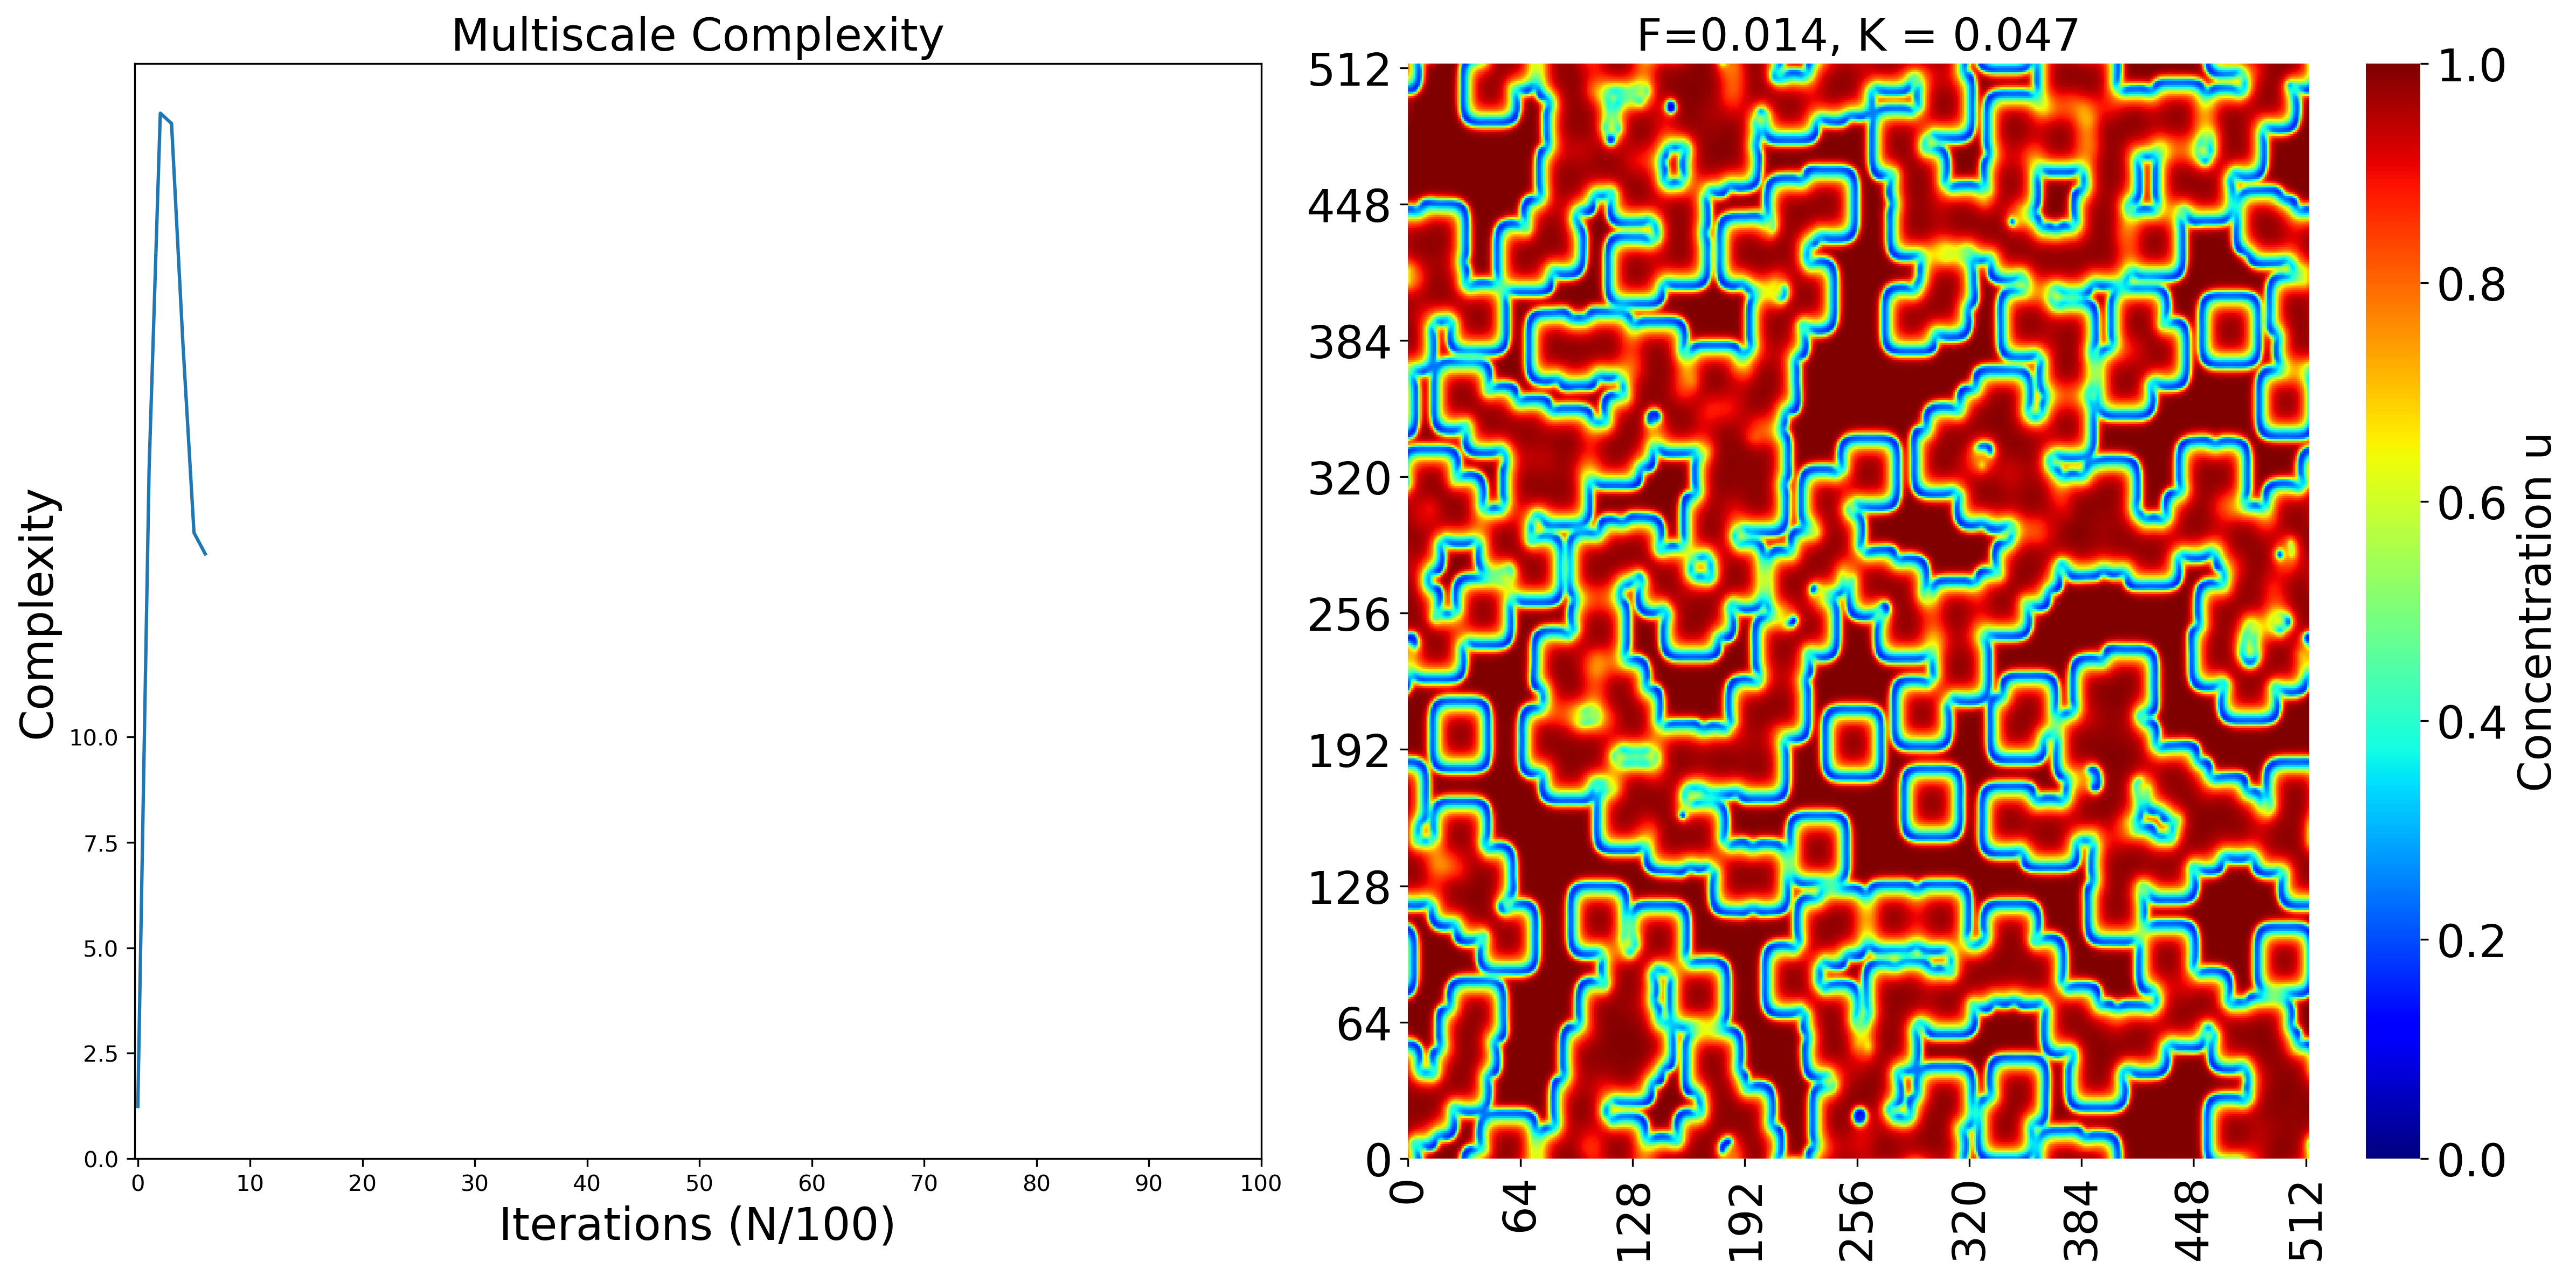 Multiscale Complexity
Complexity
10.0
7.5
5.0
2.5
0.0
0 10 20 30 40 50 60 70 80 90 100
Iterations (N/100)
F=0.014, K = 0.047
512
448
384
320
256
192
128
64
0
0 64 128 192 256 320 384 448 512
1.0
0.8
0.6
0.4
0.2
0.0
Concentration u